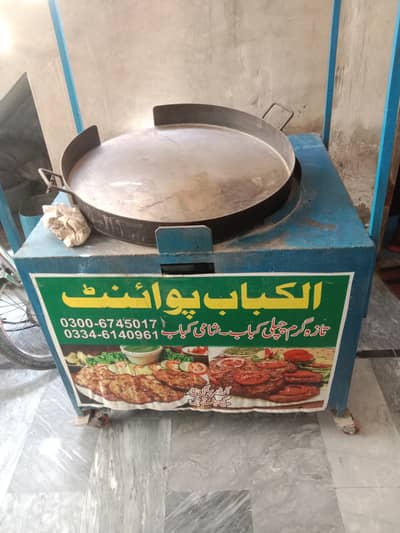 الکباب پوائنٹ
تازہ گرم چپلی کباب۔شامی کباب
0300-6745017
0334-6140961